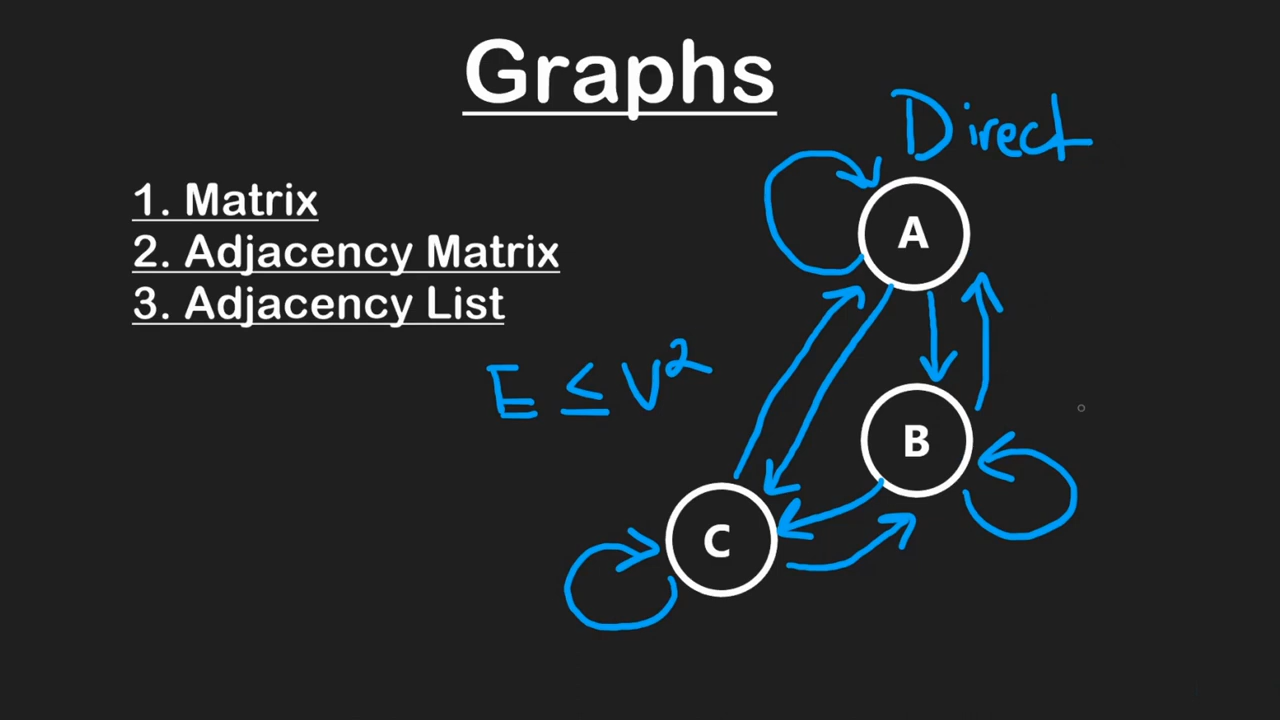 Graphs
Direct
1. Matrix
2. Adjacency Matrix
3. Adjacency List
E ≤ V²
A
B
C